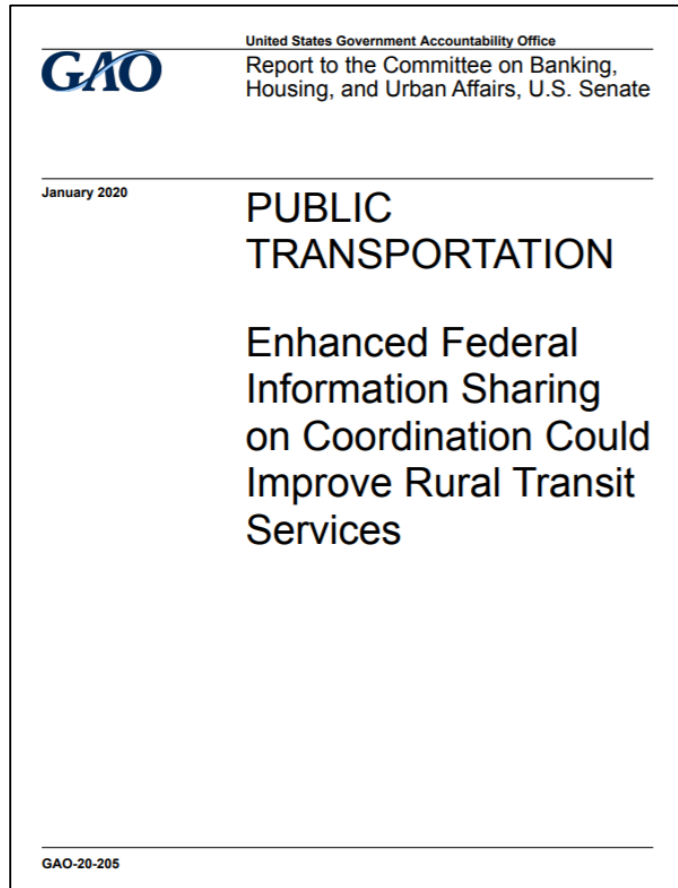 United States Government Accountability Office
GAO
Report to the Committee on Banking,
Housing, and Urban Affairs, U.S. Senate
January 2020
PUBLIC
TRANSPORTATION
Enhanced Federal
Information Sharing
on Coordination Could
Improve Rural Transit
Services
GAO-20-205